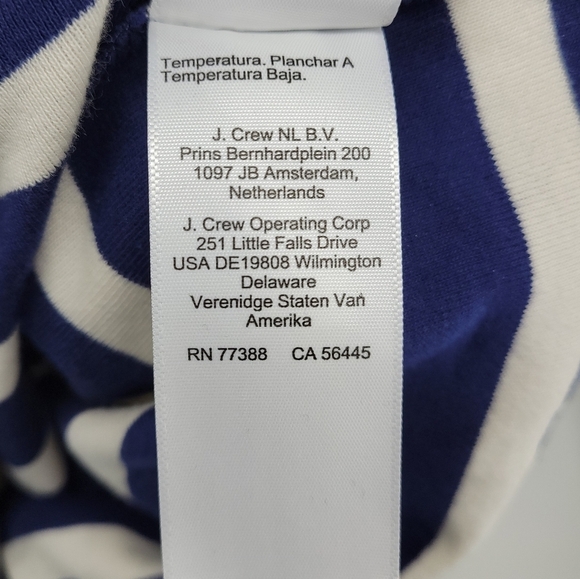 Temperatura. Planchar A
Temperatura Baja.
J. Crew NL B.V.
Prins Bernhardplein 200
1097 JB Amsterdam,
Netherlands
J. Crew Operating Corp
251 Little Falls Drive
USA DE19808 Wilmington
Delaware
Verenidge Staten Van
Amerika
RN 77388 CA 56445